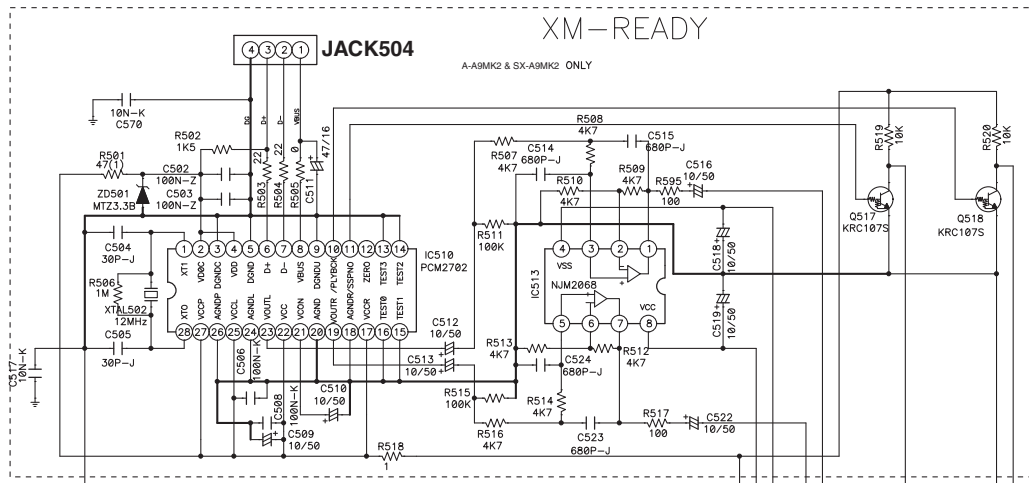 XM-READY
A-A9MK2 & SX-A9MK2 ONLY
JACK504
4 3 2 1
DG
D+
D-
VBUS
10N-K
C570
R502
1K5
R501
47(1)
C502
100N-Z
C503
100N-Z
ZD501
MTZ3.3B
22
R503
22
R504
0
R505
47/16
C511
C504
30P-J
R506
1M
XTAL502
12MHz
C505
30P-J
C517
10N-K
1 2 3 4 5 6 7 8 9 10 11 12 13 14
XTI
VDDC
DGNDC
VDD
DGND
D+
D-
VBUS
DGNDU
/PLYBCK
/SSPND
ZERO
TEST3
TEST2
IC510
PCM2702
XTO
VCCP
AGNDP
VCCL
AGNDL
VOUTL
VCC
VCON
AGND
VOUTR
AGNDR
VCCR
TEST0
TEST1
28 27 26 25 24 23 22 21 20 19 18 17 16 15
C506
100N-K
C508
100N-K
C509
10/50
C510
10/50
C512
10/50
C513
10/50
R518
1
R508
4K7
R507
4K7
C514
680P-J
C515
680P-J
R510
4K7
R509
4K7
R595
100
C516
10/50
R511
100K
4 3 2 1
VSS
IC513
NJM2068
VCC
5 6 7 8
C518
10/50
C519
10/50
R513
4K7
C524
680P-J
R512
4K7
R515
100K
R514
4K7
R516
4K7
C523
680P-J
R517
100
C522
10/50
R519
10K
R520
10K
Q517
KRC107S
Q518
KRC107S